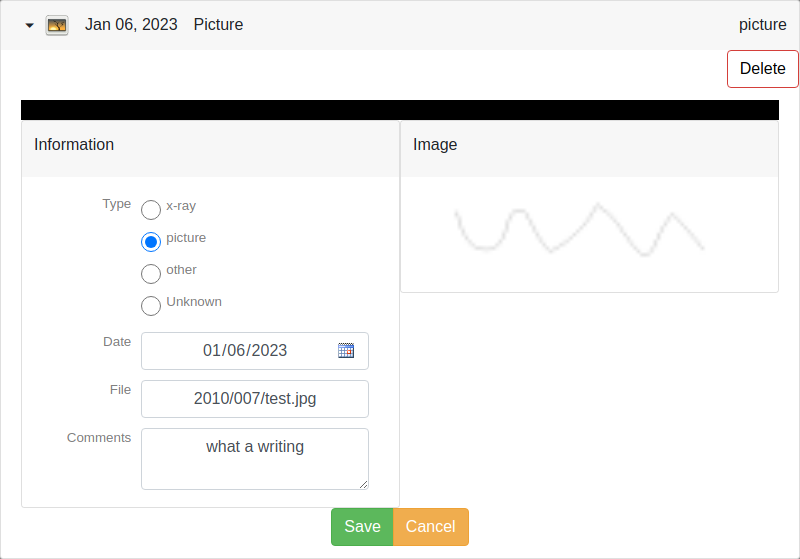 Jan 06, 2023 Picture picture
Delete
Information
Image
Type
x-ray
picture
other
Unknown
Date 01/06/2023
File 2010/007/test.jpg
Comments what a writing
Save Cancel